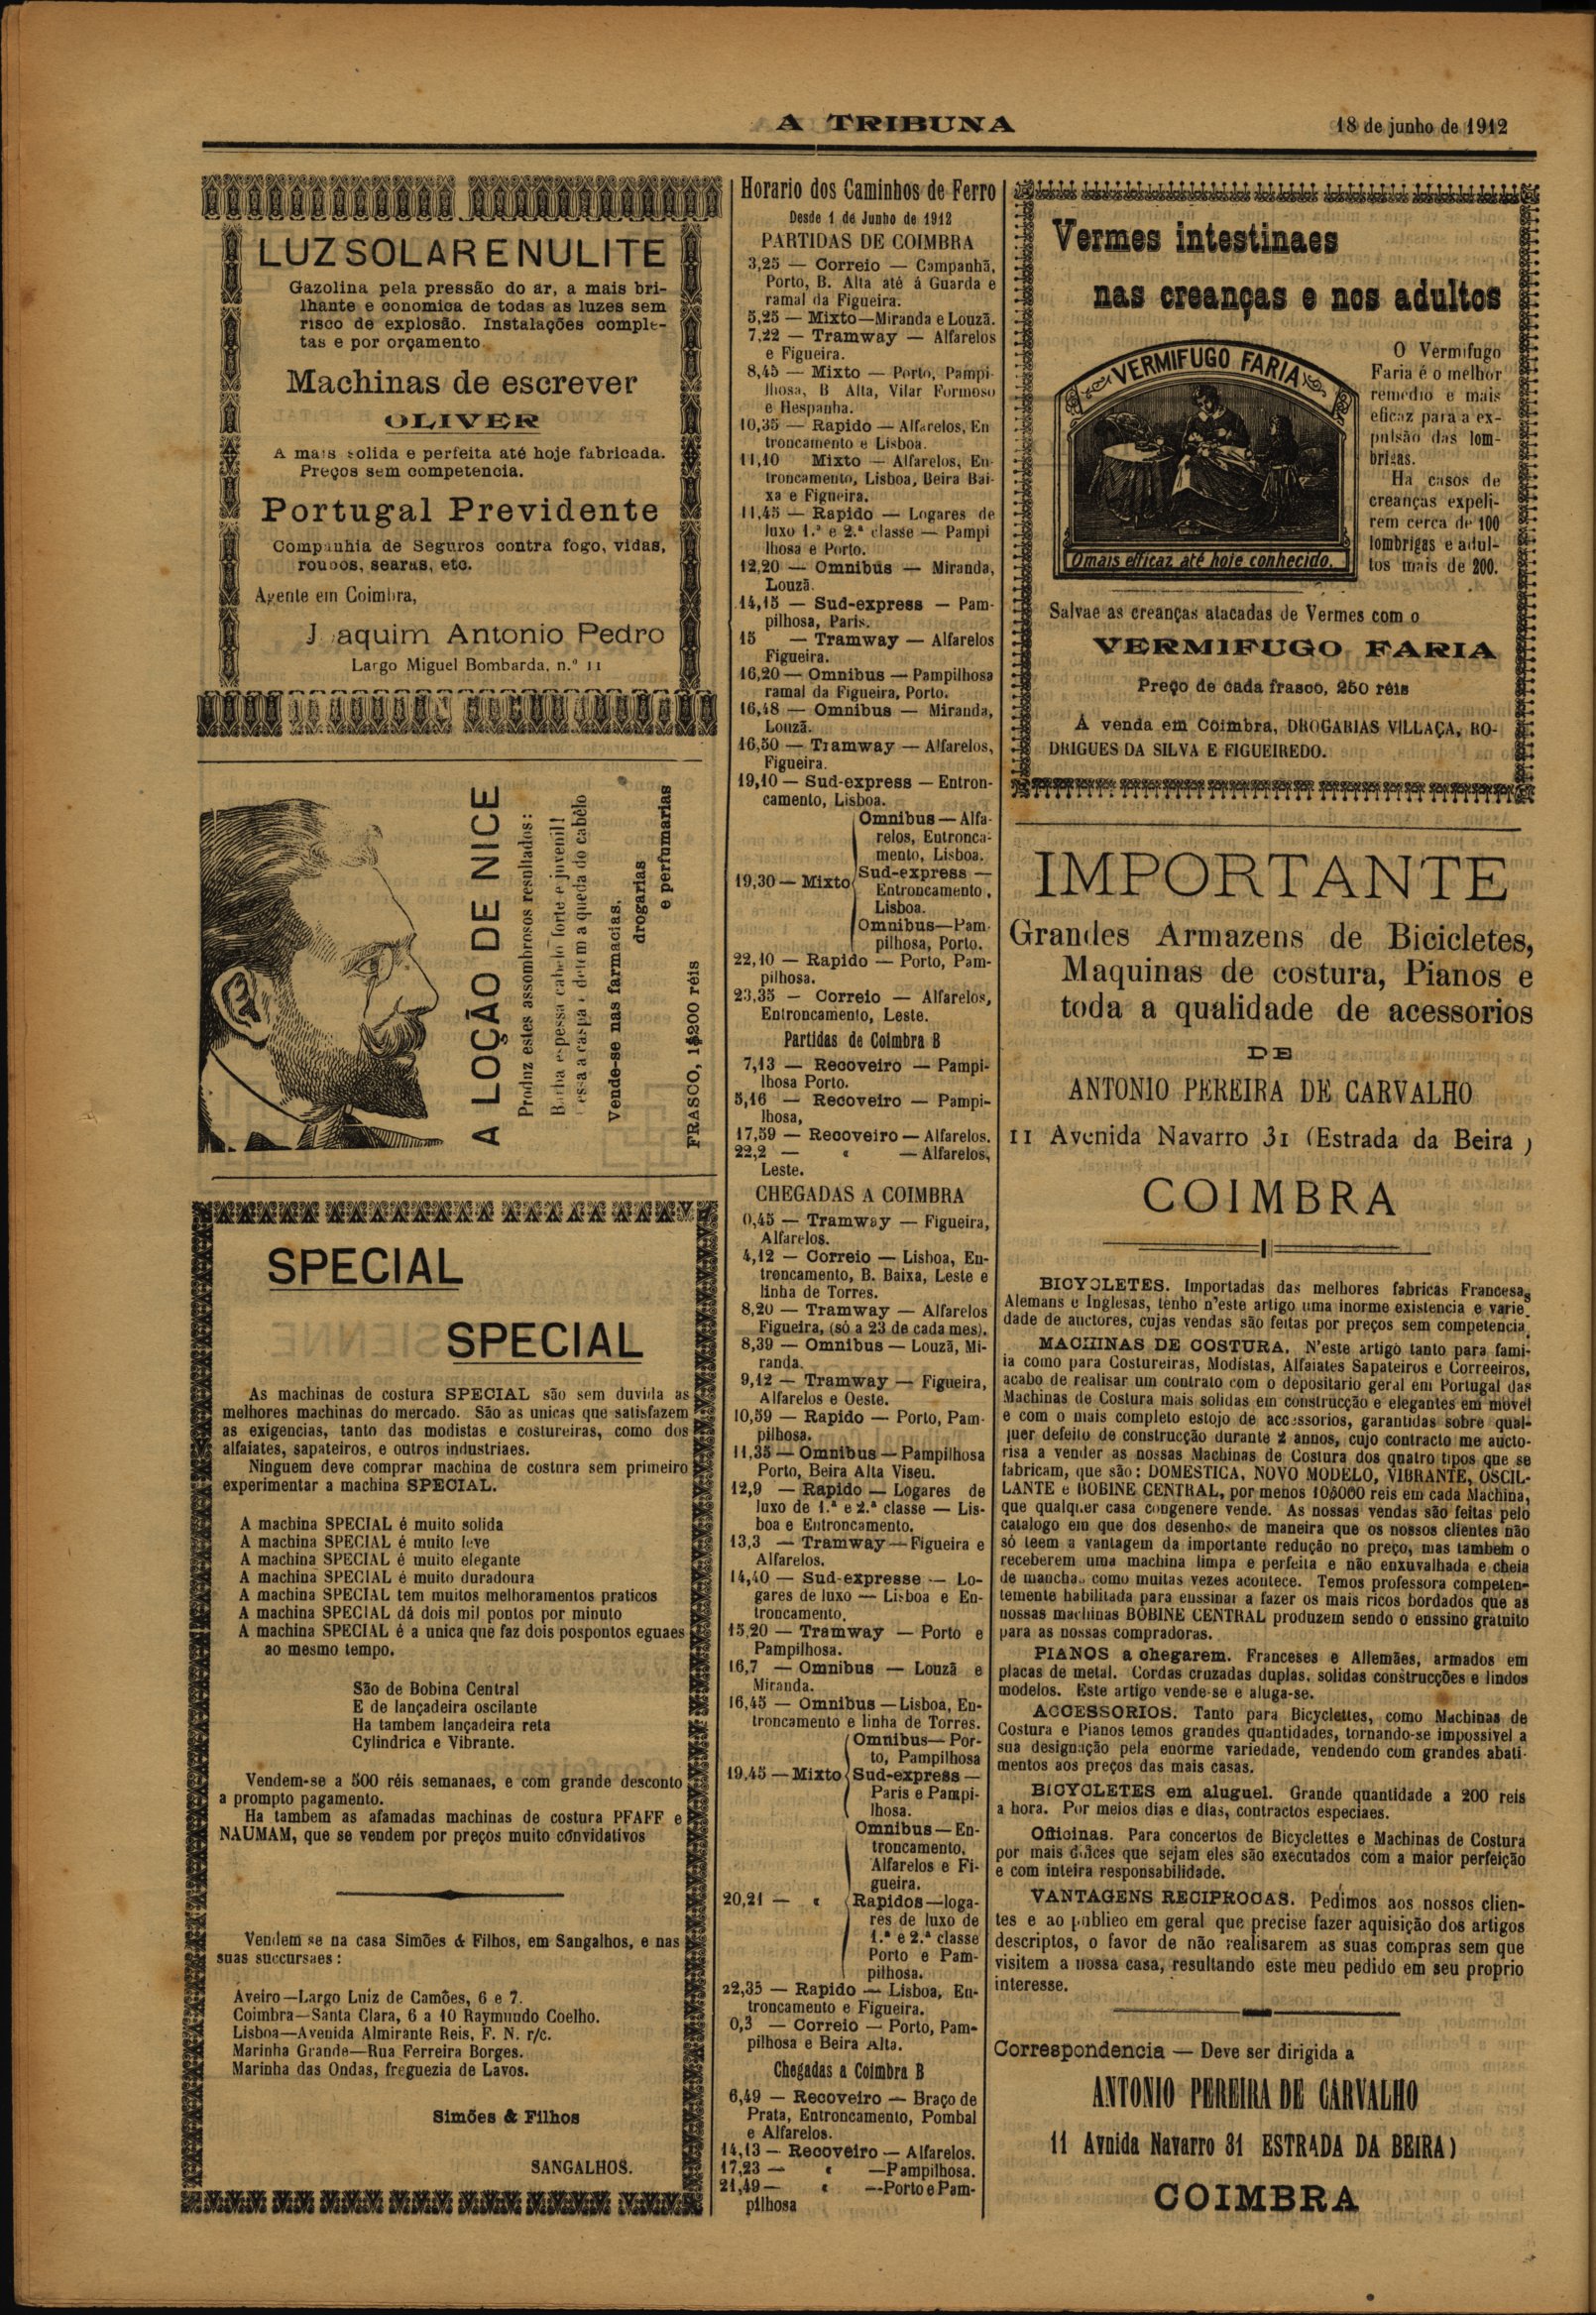 A TRIBUNA
18 de junho de 1912
LUZ SOLAR ENULITE
Gazolina pela pressão do ar, a mais bri-
lhante e conomica de todas as luzes sem
risco de explosão. Instalações comple-
tas e por orçamento
Machinas de escrever
OLIVER
A mais solida e perfeita até hoje fabricada.
Preços sem competencia.
Portugal Previdente
Companhia de Seguros contra fogo, vidas,
roubos, searas, etc.
Agente em Coimbra,
Joaquim Antonio Pedro
Largo Miguel Bombarda, n.º 11
A LOÇÃO DE NICE
Produz estes assombrosos resultados:
espessa cabelo forte e juvenil!
Cessa a caspa e detem a queda do cabêlo
Vende-se nas farmacias,
drogarias
e perfumarias
FRASCO, 1$200 réis
SPECIAL
SPECIAL
As machinas de costura SPECIAL são sem duvida as
melhores machinas do mercado. São as unicas que satisfazem
as exigencias, tanto das modistas e costureiras, como dos
alfaiates, sapateiros, e outros industriaes.
Ninguem deve comprar machina de costura sem primeiro
experimentar a machina SPECIAL.
A machina SPECIAL é muito solida
A machina SPECIAL é muito leve
A machina SPECIAL é muito elegante
A machina SPECIAL é muito duradoura
A machina SPECIAL tem muitos melhoramentos praticos
A machina SPECIAL dá dois mil pontos por minuto
A machina SPECIAL é a unica que faz dois pospontos eguaes
ao mesmo tempo.
São de Bobina Central
E de lançadeira oscilante
Ha tambem lançadeira reta
Cylindrica e Vibrante.
Vendem-se a 500 réis semanaes, e com grande desconto
a prompto pagamento.
Ha tambem as afamadas machinas de costura PFAFF e
NAUMAM, que se vendem por preços muito convidativos
Vendem se na casa Simões & Filhos, em Sangalhos, e nas
suas succursaes:
Aveiro—Largo Luiz de Camões, 6 e 7.
Coimbra—Santa Clara, 6 a 10 Raymundo Coelho.
Lisboa—Avenida Almirante Reis, F. N. r/c.
Marinha Grande—Rua Ferreira Borges.
Marinha das Ondas, freguezia de Lavos.
Simões & Filhos
SANGALHOS.
Horario dos Caminhos de Ferro
Desde 1 de Junho de 1912
PARTIDAS DE COIMBRA
3,25 — Correio — Campanhã,
Porto, B. Alta até á Guarda e
ramal da Figueira.
5,25 — Mixto—Miranda e Louzã.
7,22 — Tramway — Alfarelos
e Figueira.
8,45 — Mixto — Porto, Pampi-
lhosa, B Alta, Vilar Formoso
e Hespanha.
10,35 — Rapido — Alfarelos, En
troncamento e Lisboa.
11,10 Mixto — Alfarelos, En-
troncamento, Lisboa, Beira Bai-
xa e Figueira.
11,45 — Rapido — Logares de
luxo 1.ª e 2.ª classe — Pampi
lhosa e Porto.
12,20 — Omnibus — Miranda,
Louzã.
14,15 — Sud-express — Pam-
pilhosa, Paris.
15 — Tramway — Alfarelos
Figueira.
16,20 — Omnibus — Pampilhosa
ramal da Figueira, Porto.
16,48 — Omnibus — Miranda,
Louzã.
16,50 — Tramway — Alfarelos,
Figueira.
19,10 — Sud-express — Entron-
camento, Lisboa.
Omnibus — Alfa-
relos, Entronca-
mento, Lisboa.
19,30 — Mixto Sud-express —
Entroncamento,
Lisboa.
Omnibus—Pam-
pilhosa, Porto.
22,10 — Rapido — Porto, Pam-
pilhosa.
23,35 — Correio — Alfarelos,
Entroncamento, Leste.
Partidas de Coimbra B
7,13 — Recoveiro — Pampi-
lhosa Porto.
5,16 — Recoveiro — Pampi-
lhosa,
17,59 — Recoveiro — Alfarelos.
22,2 — « — Alfarelos,
Leste.
CHEGADAS A COIMBRA
0,45 — Tramway — Figueira,
Alfarelos.
4,12 — Correio — Lisboa, En-
troncamento, B. Baixa, Leste e
linha de Torres.
8,20 — Tramway — Alfarelos
Figueira, (só a 23 de cada mes).
8,39 — Omnibus — Louzã, Mi-
randa.
9,12 — Tramway — Figueira,
Alfarelos e Oeste.
10,59 — Rapido — Porto, Pam-
pilhosa.
11,35 — Omnibus — Pampilhosa
Porto, Beira Alta Viseu.
12,9 — Rapido — Logares de
luxo de 1.ª e 2.ª classe — Lis-
boa e Entroncamento.
13,3 — Tramway — Figueira e
Alfarelos.
14,40 — Sud-expresse — Lo-
gares de luxo — Lisboa e En-
troncamento.
15,20 — Tramway — Porto e
Pampilhosa.
16,7 — Omnibus — Louzã e
Miranda.
16,45 — Omnibus — Lisboa, En-
troncamento e linha de Torres.
Omnibus— Por-
to, Pampilhosa
19,45 — Mixto Sud-express —
Paris e Pampi-
lhosa.
Omnibus — En-
troncamento,
Alfarelos e Fi-
gueira.
20,21 — « Rapidos—loga-
res de luxo de
1.ª e 2.ª classe
Porto e Pam-
pilhosa.
22,35 — Rapido — Lisboa, En-
troncamento e Figueira.
0,3 — Correio — Porto, Pam-
pilhosa e Beira Alta.
Chegadas a Coimbra B
6,49 — Recoveiro — Braço de
Prata, Entroncamento, Pombal
e Alfarelos.
14,13 — Recoveiro — Alfarelos.
17,23 — « —Pampilhosa.
21,49 — « —Porto e Pam-
pilhosa
Vermes intestinaes
nas creanças e nos adultos
VERMIFUGO FARIA
O mais efficaz até hoje conhecido.
O Vermifugo
Faria é o melhor
remedio e mais
eficaz para a ex-
pulsão das lom-
brigas.
Ha casos de
creanças expeli-
rem cerca de 100
lombrigas e adul-
tos mais de 200.
Salvae as creanças atacadas de Vermes com o
VERMIFUGO FARIA
Preço de cada frasco, 250 réis
Á venda em Coimbra, DROGARIAS VILLAÇA, RO-
DRIGUES DA SILVA E FIGUEIREDO.
IMPORTANTE
Grandes Armazens de Bicicletes,
Maquinas de costura, Pianos e
toda a qualidade de acessorios
DE
ANTONIO PEREIRA DE CARVALHO
11 Avenida Navarro 31 (Estrada da Beira )
COIMBRA
BICYCLETES. Importadas das melhores fabricas Francesas
Alemans e Inglesas, tenho n'este artigo uma inorme existencia e varie-
dade de auctores, cujas vendas são feitas por preços sem competencia.
MACHINAS DE COSTURA. N'este artigo tanto para fami-
ia como para Costureiras, Modistas, Alfaiates Sapateiros e Correeiros,
acabo de realisar um contrato com o depositario geral em Portugal das
Machinas de Costura mais solidas em construcção e elegantes em movel
e com o mais completo estojo de accessorios, garantidas sobre qual-
quer defeito de construcção durante 2 annos, cujo contracto me aucto-
risa a vender as nossas Machinas de Costura dos quatro tipos que se
fabricam, que são: DOMESTICA, NOVO MODELO, VIBRANTE, OSCIL-
LANTE e BOBINE CENTRAL, por menos 10$000 reis em cada Machina,
que qualquer casa congenere vende. As nossas vendas são feitas pelo
catalogo em que dos desenhos de maneira que os nossos clientes não
só teem a vantagem da importante redução no preço, mas tambem o
receberem uma machina limpa e perfeita e não enxuvalhada e cheia
de manchas como muitas vezes acontece. Temos professora competen-
temente habilitada para enssinar a fazer os mais ricos bordados que as
nossas machinas BOBINE CENTRAL produzem sendo o enssino gratuito
para as nossas compradoras.
PIANOS a chegarem. Franceses e Allemães, armados em
placas de metal. Cordas cruzadas duplas, solidas construcções e lindos
modelos. Este artigo vende-se e aluga-se.
ACCESSORIOS. Tanto para Bicyclettes, como Machinas de
Costura e Pianos temos grandes quantidades, tornando-se impossivel a
sua designação pela enorme variedade, vendendo com grandes abati-
mentos aos preços das mais casas.
BICYCLETES em aluguel. Grande quantidade a 200 reis
a hora. Por meios dias e dias, contractos especiaes.
Officinas. Para concertos de Bicyclettes e Machinas de Costura
por mais dificeis que sejam eles são executados com a maior perfeição
e com inteira responsabilidade.
VANTAGENS RECIPROCAS. Pedimos aos nossos clien-
tes e ao publico em geral que precise fazer aquisição dos artigos
descriptos, o favor de não realisarem as suas compras sem que
visitem a nossa casa, resultando este meu pedido em seu proprio
interesse.
Correspondencia — Deve ser dirigida a
ANTONIO PEREIRA DE CARVALHO
11 Avnida Navarro 31 ESTRADA DA BEIRA)
COIMBRA